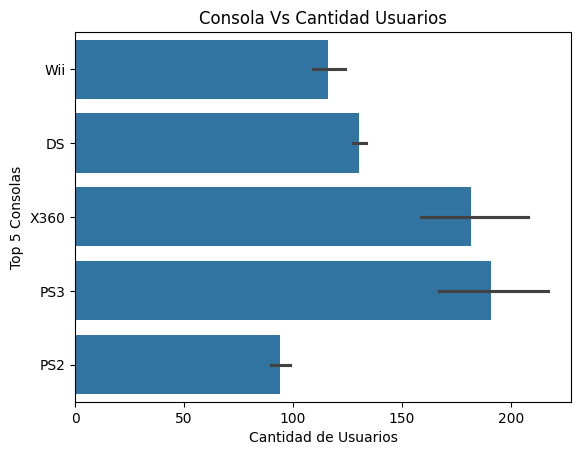 Consola Vs Cantidad Usuarios
Top 5 Consolas
Wii
DS
X360
PS3
PS2
0 50 100 150 200
Cantidad de Usuarios